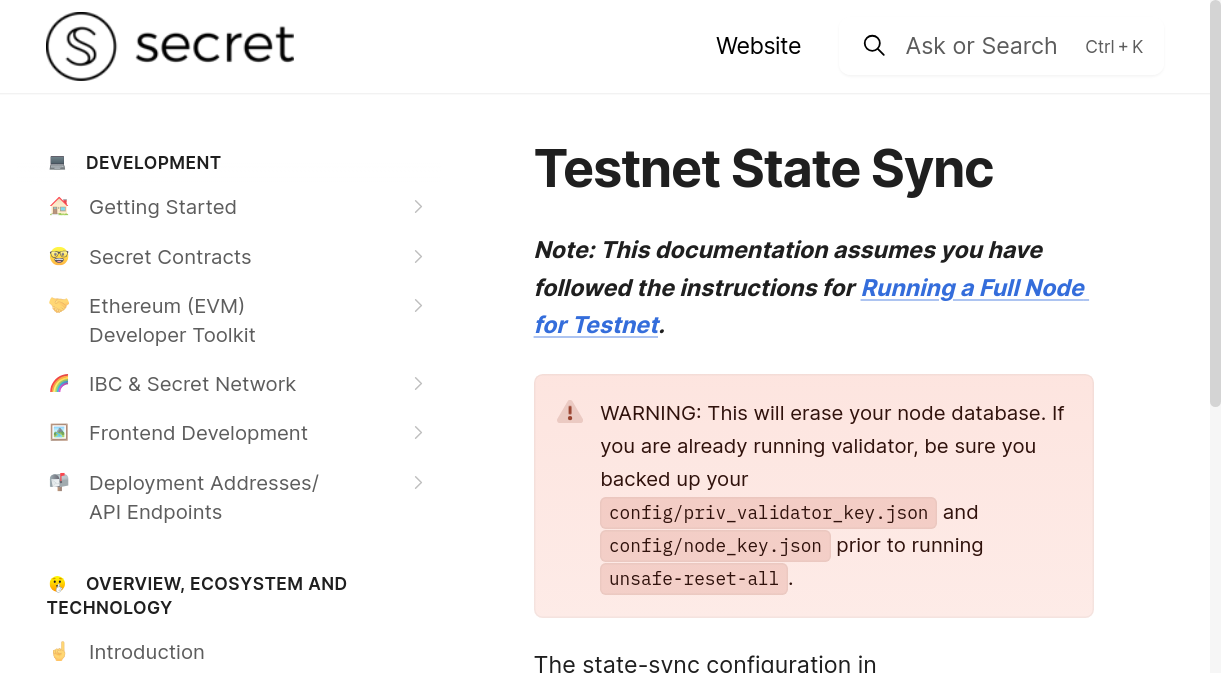 secret
Website
Ask or Search
Ctrl + K
DEVELOPMENT
Getting Started
Secret Contracts
Ethereum (EVM)
Developer Toolkit
IBC & Secret Network
Frontend Development
Deployment Addresses/
API Endpoints
OVERVIEW, ECOSYSTEM AND
TECHNOLOGY
Introduction
Testnet State Sync
Note: This documentation assumes you have
followed the instructions for Running a Full Node
for Testnet.
WARNING: This will erase your node database. If
you are already running validator, be sure you
backed up your
config/priv_validator_key.json and
config/node_key.json prior to running
unsafe-reset-all.
The state-sync configuration in